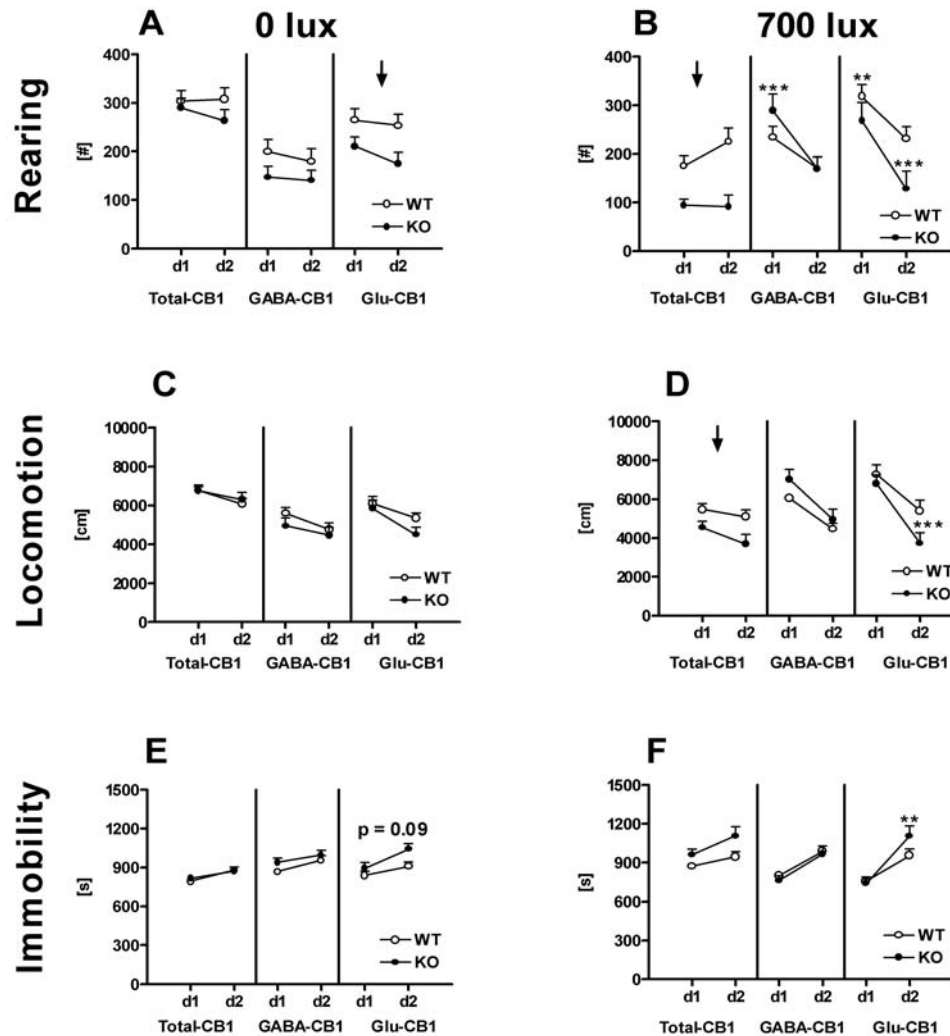 A 0 lux
B 700 lux
Rearing
400
300
200
100
0
[#]
WT
KO
d1 d2 d1 d2 d1 d2
Total-CB1 GABA-CB1 Glu-CB1
400
300
200
100
0
[#]
***
**
***
WT
KO
d1 d2 d1 d2 d1 d2
Total-CB1 GABA-CB1 Glu-CB1
C
D
Locomotion
10000
8000
6000
4000
2000
0
[cm]
WT
KO
d1 d2 d1 d2 d1 d2
Total-CB1 GABA-CB1 Glu-CB1
10000
8000
6000
4000
2000
0
[cm]
***
WT
KO
d1 d2 d1 d2 d1 d2
Total-CB1 GABA-CB1 Glu-CB1
E
F
Immobility
1500
1200
900
600
300
0
[s]
p = 0.09
WT
KO
d1 d2 d1 d2 d1 d2
Total-CB1 GABA-CB1 Glu-CB1
1500
1200
900
600
300
0
[s]
**
WT
KO
d1 d2 d1 d2 d1 d2
Total-CB1 GABA-CB1 Glu-CB1